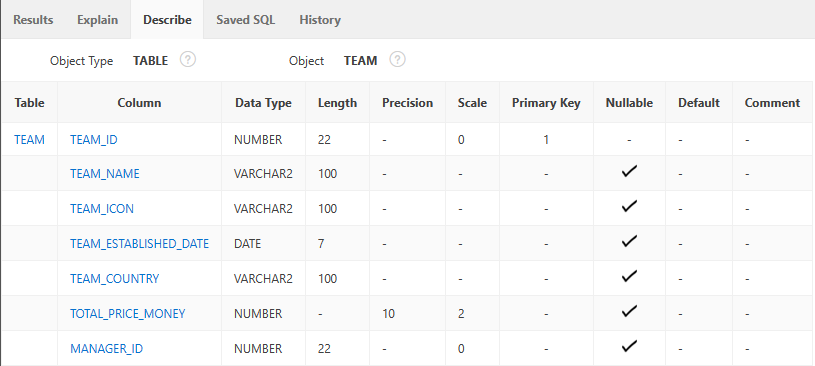 Results Explain Describe Saved SQL History
Object Type TABLE ? Object TEAM ?
Table Column Data Type Length Precision Scale Primary Key Nullable Default Comment
TEAM TEAM_ID NUMBER 22 - 0 1 - - -
TEAM_NAME VARCHAR2 100 - - - ✓ - -
TEAM_ICON VARCHAR2 100 - - - ✓ - -
TEAM_ESTABLISHED_DATE DATE 7 - - - ✓ - -
TEAM_COUNTRY VARCHAR2 100 - - - ✓ - -
TOTAL_PRICE_MONEY NUMBER - 10 2 - ✓ - -
MANAGER_ID NUMBER 22 - 0 - ✓ - -